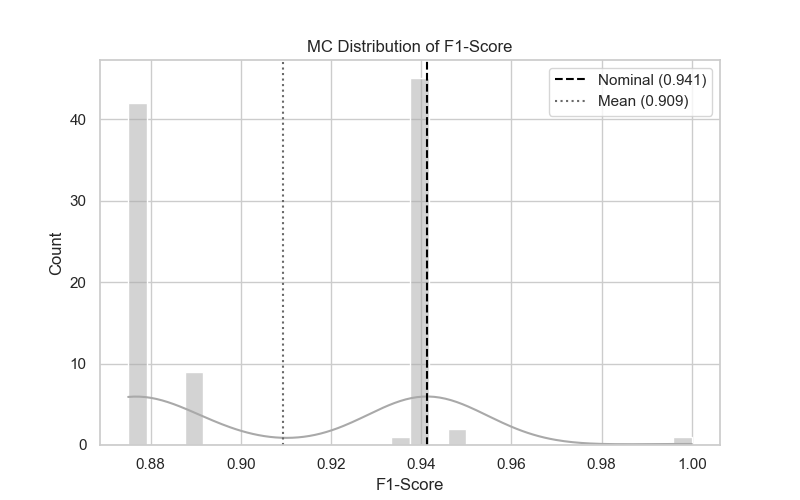 MC Distribution of F1-Score
Nominal (0.941)
Mean (0.909)
Count
40
30
20
10
0
0.88 0.90 0.92 0.94 0.96 0.98 1.00
F1-Score